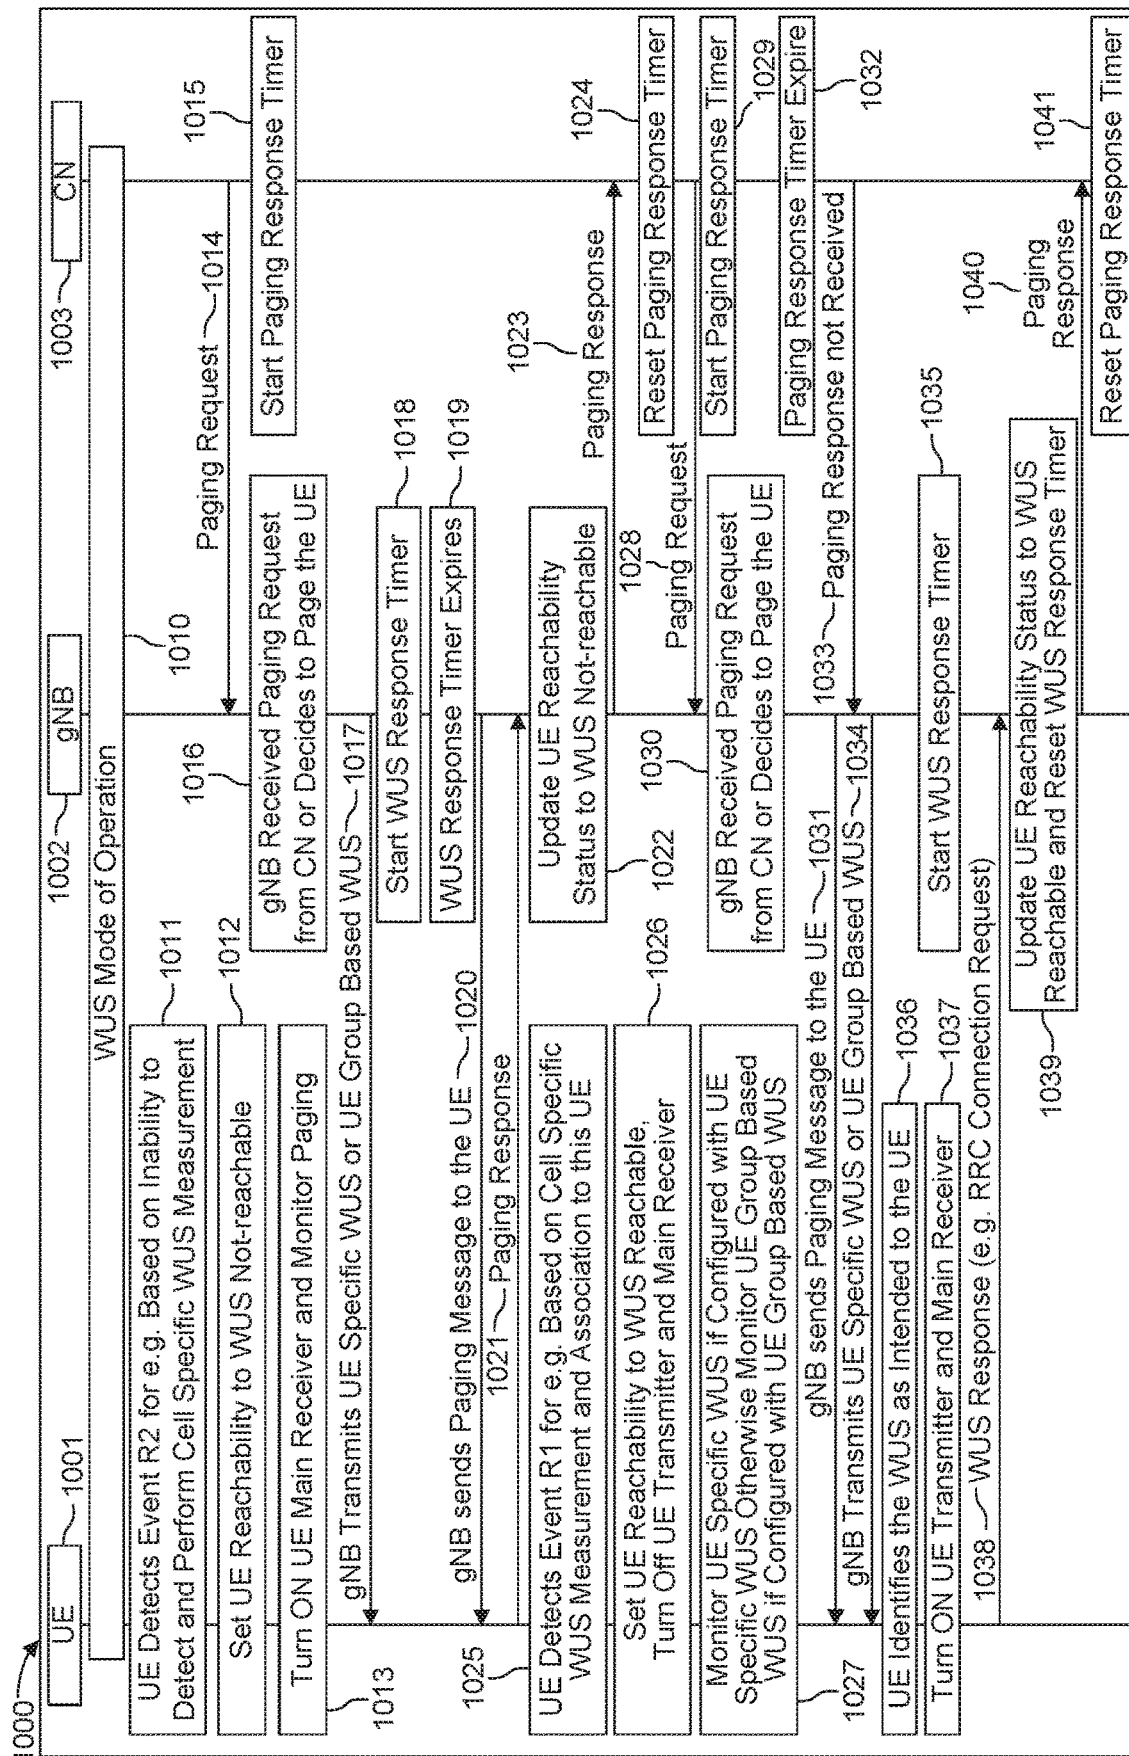 1000
UE
1001
1002
gNB
1003
CN
WUS Mode of Operation
1010
UE Detects Event R2 for e.g. Based on Inability to
Detect and Perform Cell Specific WUS Measurement
1011
Set UE Reachability to WUS Not-reachable
1012
Turn ON UE Main Receiver and Monitor Paging
1013
Paging Request
1014
1015
Start Paging Response Timer
1016
gNB Received Paging Request
from CN or Decides to Page the UE
gNB Transmits UE Specific WUS or UE Group Based WUS
1017
Start WUS Response Timer
1018
WUS Response Timer Expires
1019
gNB sends Paging Message to the UE
1020
1021
Paging Response
Update UE Reachability
Status to WUS Not-reachable
1022
1023
Paging Response
1024
Reset Paging Response Timer
1025
UE Detects Event R1 for e.g. Based on Cell Specific
WUS Measurement and Association to this UE
Set UE Reachability to WUS Reachable,
Turn Off UE Transmitter and Main Receiver
1026
Monitor UE Specific WUS if Configured with UE
Specific WUS Otherwise Monitor UE Group Based
WUS if Configured with UE Group Based WUS
1027
1028
Paging Request
Start Paging Response Timer
1029
1030
gNB Received Paging Request
from CN or Decides to Page the UE
gNB sends Paging Message to the UE
1031
Paging Response Timer Expire
1032
1033
Paging Response not Received
gNB Transmits UE Specific WUS or UE Group Based WUS
1034
Start WUS Response Timer
1035
UE Identifies the WUS as Intended to the UE
1036
Turn ON UE Transmitter and Main Receiver
1037
1038
WUS Response (e.g. RRC Connection Request)
Update UE Reachability Status to WUS
Reachable and Reset WUS Response Timer
1039
1040
Paging
Response
1041
Reset Paging Response Timer